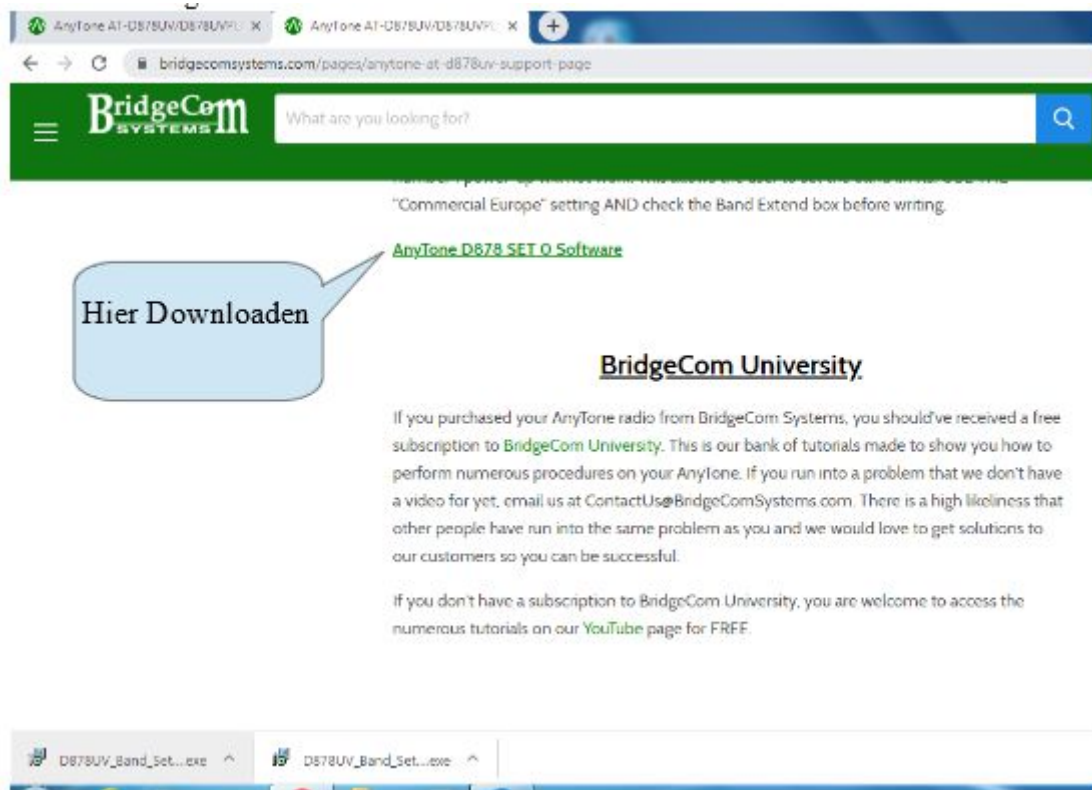 AnyTone AT-D878UV/D878UVPL
AnyTone AT-D878UV/D878UVPL
bridgecomsystems.com/pages/anytone-at-d878uv-support-page
BridgeCom
SYSTEMS
What are you looking for?
"Commercial Europe" setting AND check the Band Extend box before writing.
AnyTone D878 SET 0 Software
Hier Downloaden
BridgeCom University
If you purchased your AnyTone radio from BridgeCom Systems, you should've received a free
subscription to BridgeCom University. This is our bank of tutorials made to show you how to
perform numerous procedures on your AnyTone. If you run into a problem that we don't have
a video for yet, email us at ContactUs@BridgeComSystems.com. There is a high likeliness that
other people have run into the same problem as you and we would love to get solutions to
our customers so you can be successful.
If you don't have a subscription to BridgeCom University, you are welcome to access the
numerous tutorials on our YouTube page for FREE.
D878UV_Band_Set...exe
D878UV_Band_Set...exe